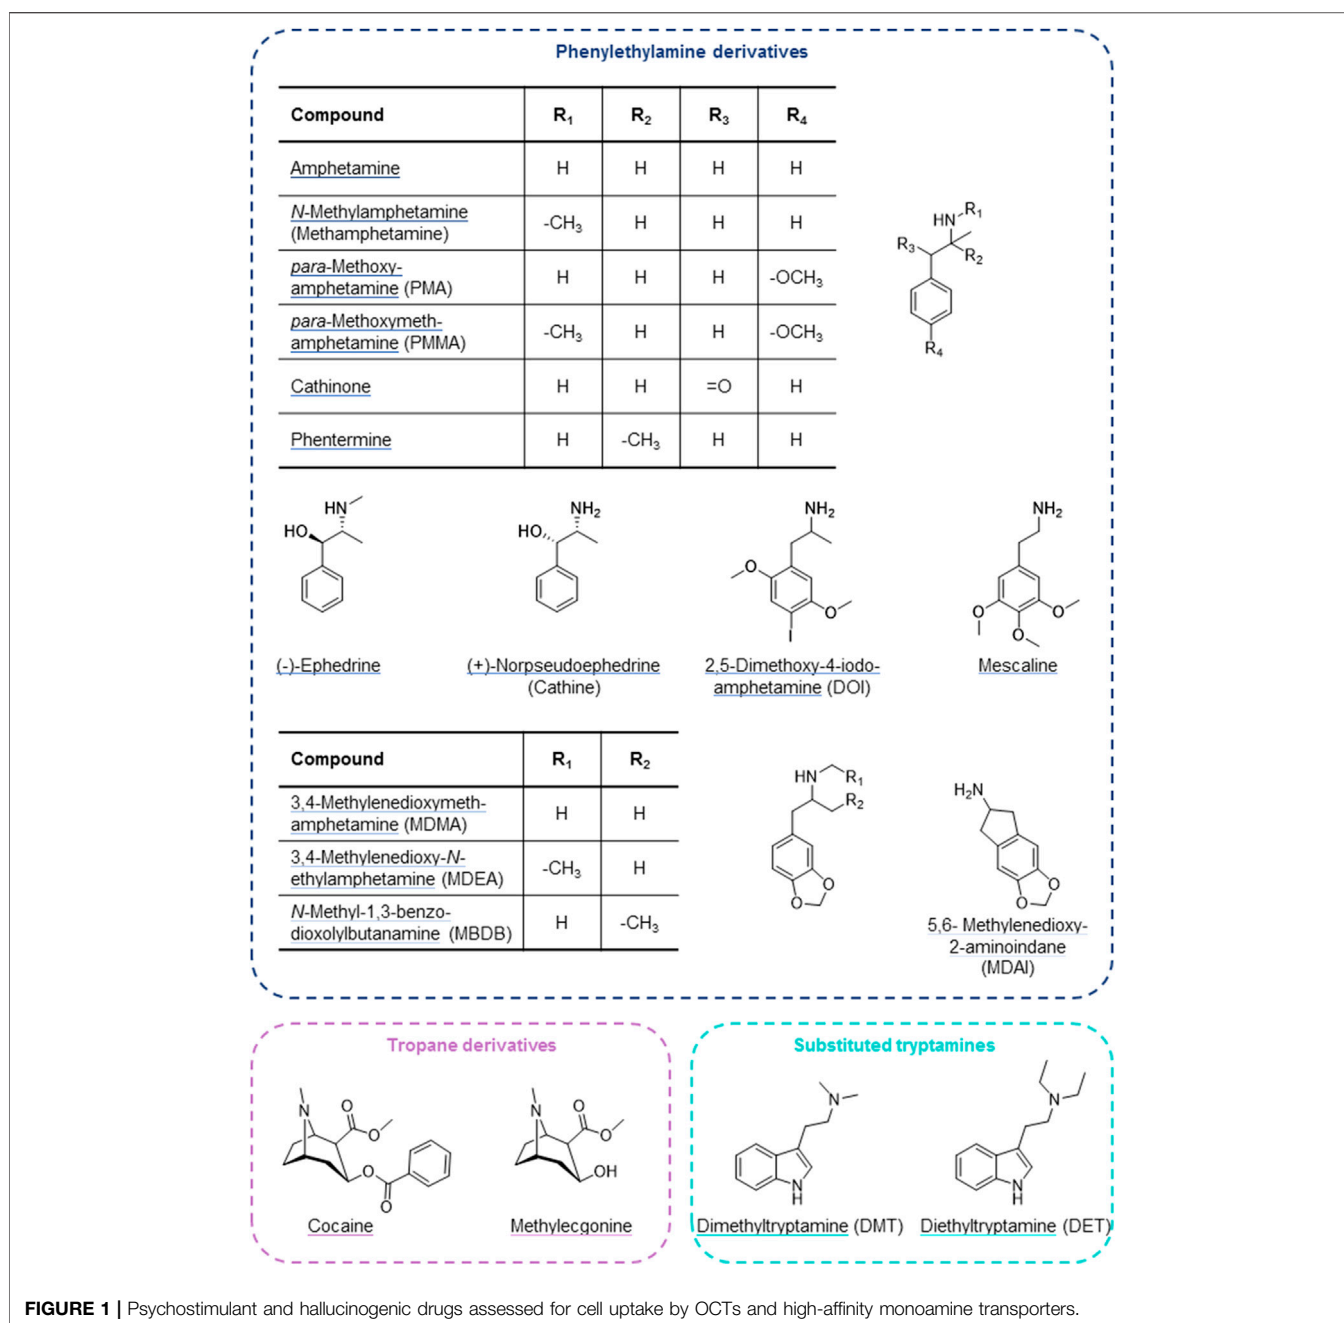 Phenylethylamine derivatives
Compound R₁ R₂ R₃ R₄
Amphetamine H H H H
N-Methylamphetamine
(Methamphetamine) -CH₃ H H H
para-Methoxy-
amphetamine (PMA) H H H -OCH₃
para-Methoxymeth-
amphetamine (PMMA) -CH₃ H H -OCH₃
Cathinone H H =O H
Phentermine H -CH₃ H H
HN R₁
R₃ R₂
R₄
HN
HO
(-)-Ephedrine
NH₂
HO
(+)-Norpseudoephedrine
(Cathine)
NH₂
O
O
I
2,5-Dimethoxy-4-iodo-
amphetamine (DOI)
NH₂
O O
O
Mescaline
Compound R₁ R₂
3,4-Methylenedioxymeth-
amphetamine (MDMA) H H
3,4-Methylenedioxy-N-
ethylamphetamine (MDEA) -CH₃ H
N-Methyl-1,3-benzo-
dioxolylbutanamine (MBDB) H -CH₃
HN R₁
R₂
O
O
H₂N
O
O
5,6- Methylenedioxy-
2-aminoindane
(MDAI)
Tropane derivatives
N O
O
O
O
Cocaine
N O
O
OH
Methylecgonine
Substituted tryptamines
N
N
H
Dimethyltryptamine (DMT)
N
N
H
Diethyltryptamine (DET)
FIGURE 1 | Psychostimulant and hallucinogenic drugs assessed for cell uptake by OCTs and high-affinity monoamine transporters.